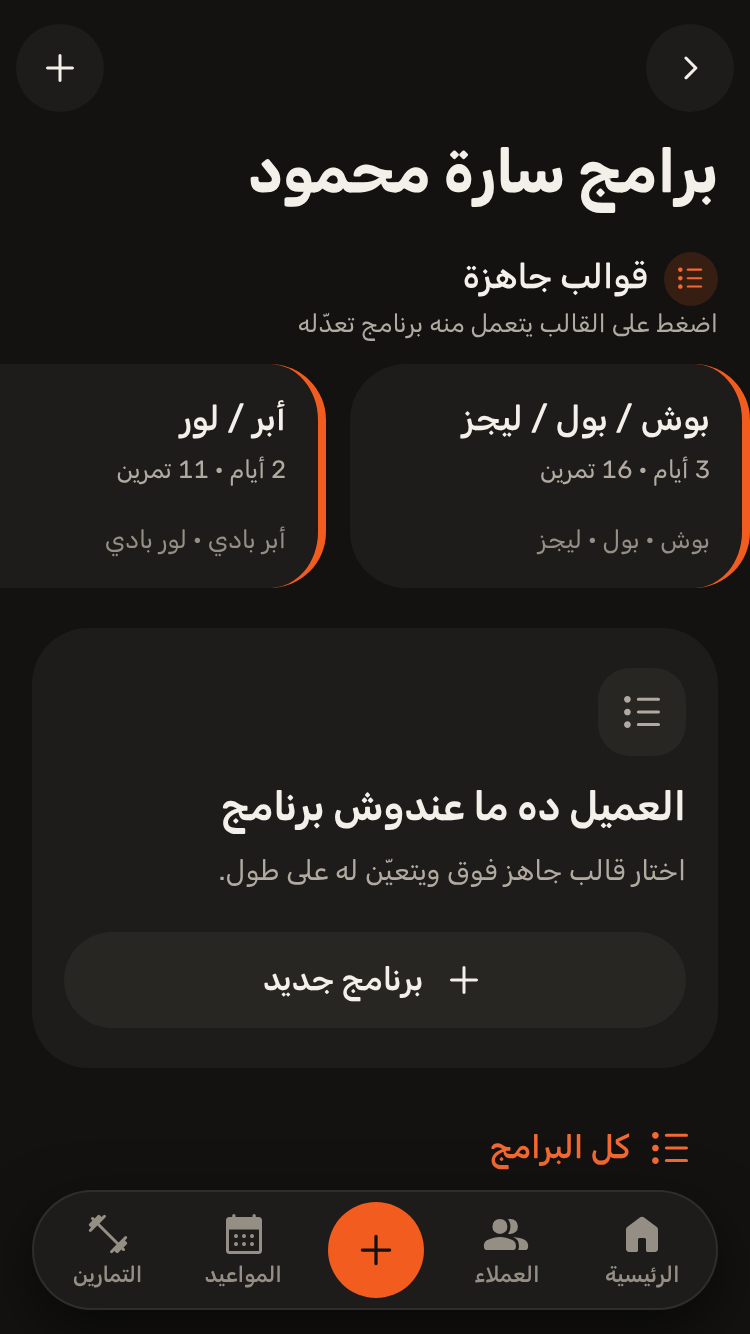 برامج سارة محمود
قوالب جاهزة
اضغط على القالب يتعمل منه برنامج تعدّله
بوش / بول / ليجز
3 أيام • 16 تمرين
بوش • بول • ليجز
أبر / لور
2 أيام • 11 تمرين
أبر بادي • لور بادي
العميل ده ما عندوش برنامج
اختار قالب جاهز فوق ويتعيّن له على طول.
برنامج جديد
كل البرامج
الرئيسية
العملاء
المواعيد
التمارين